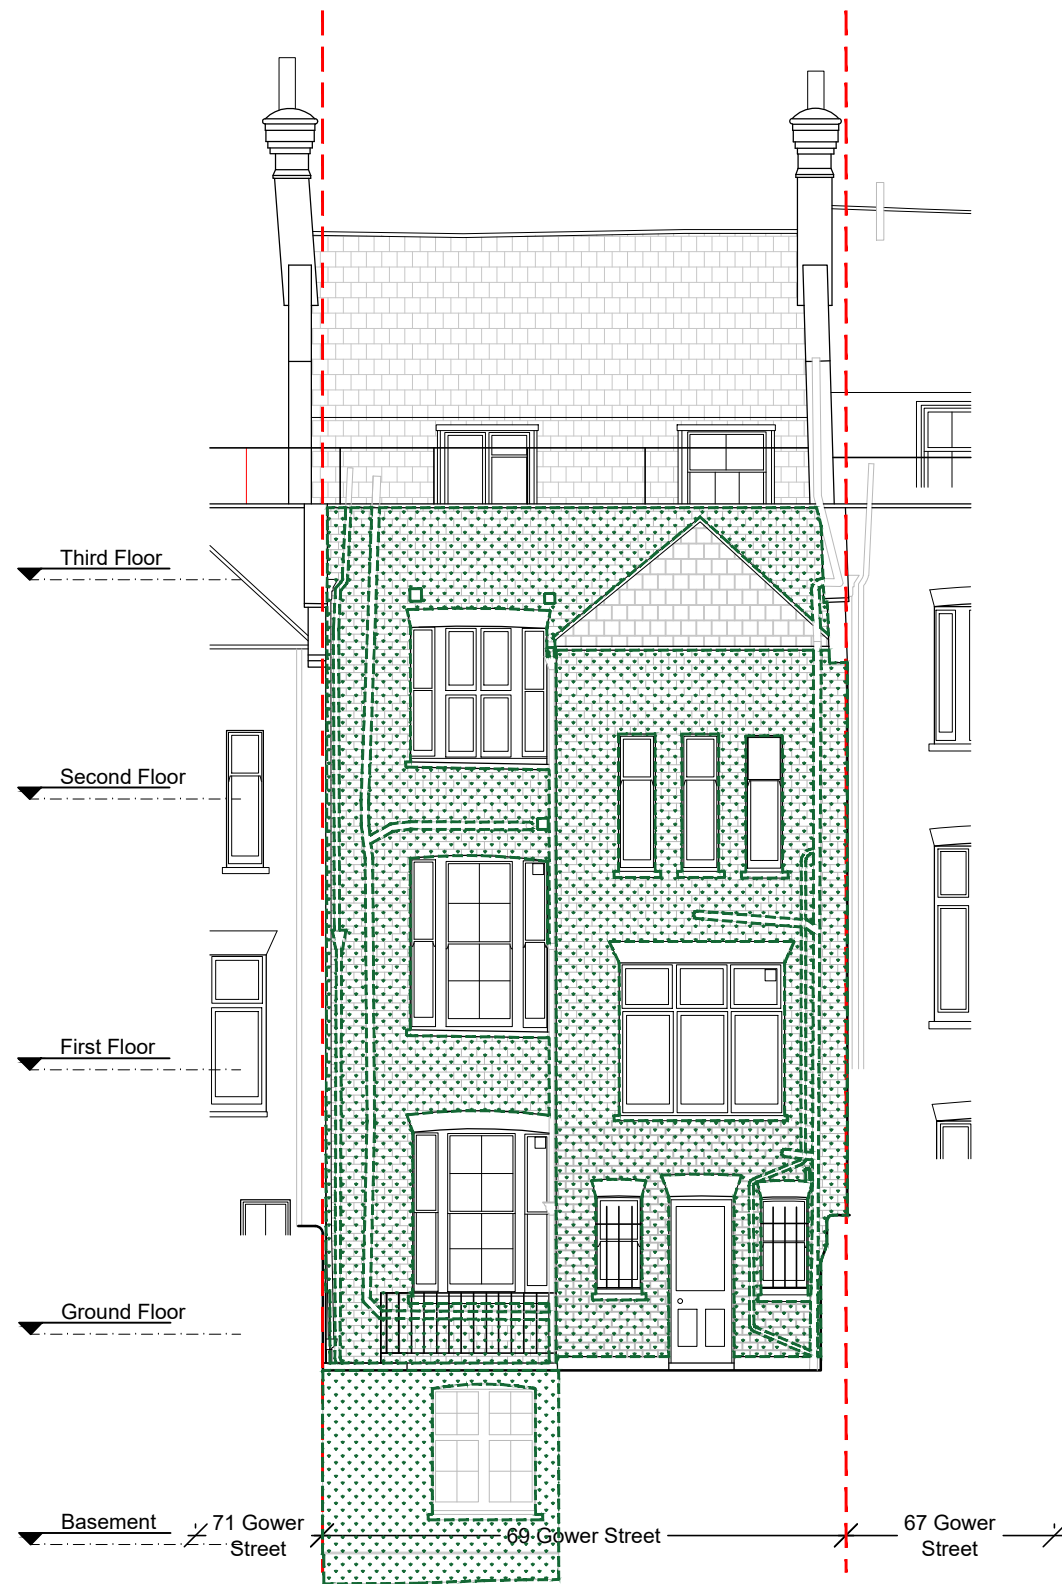 Third Floor
Second Floor
First Floor
Ground Floor
Basement
71 Gower
Street
69 Gower Street
67 Gower
Street